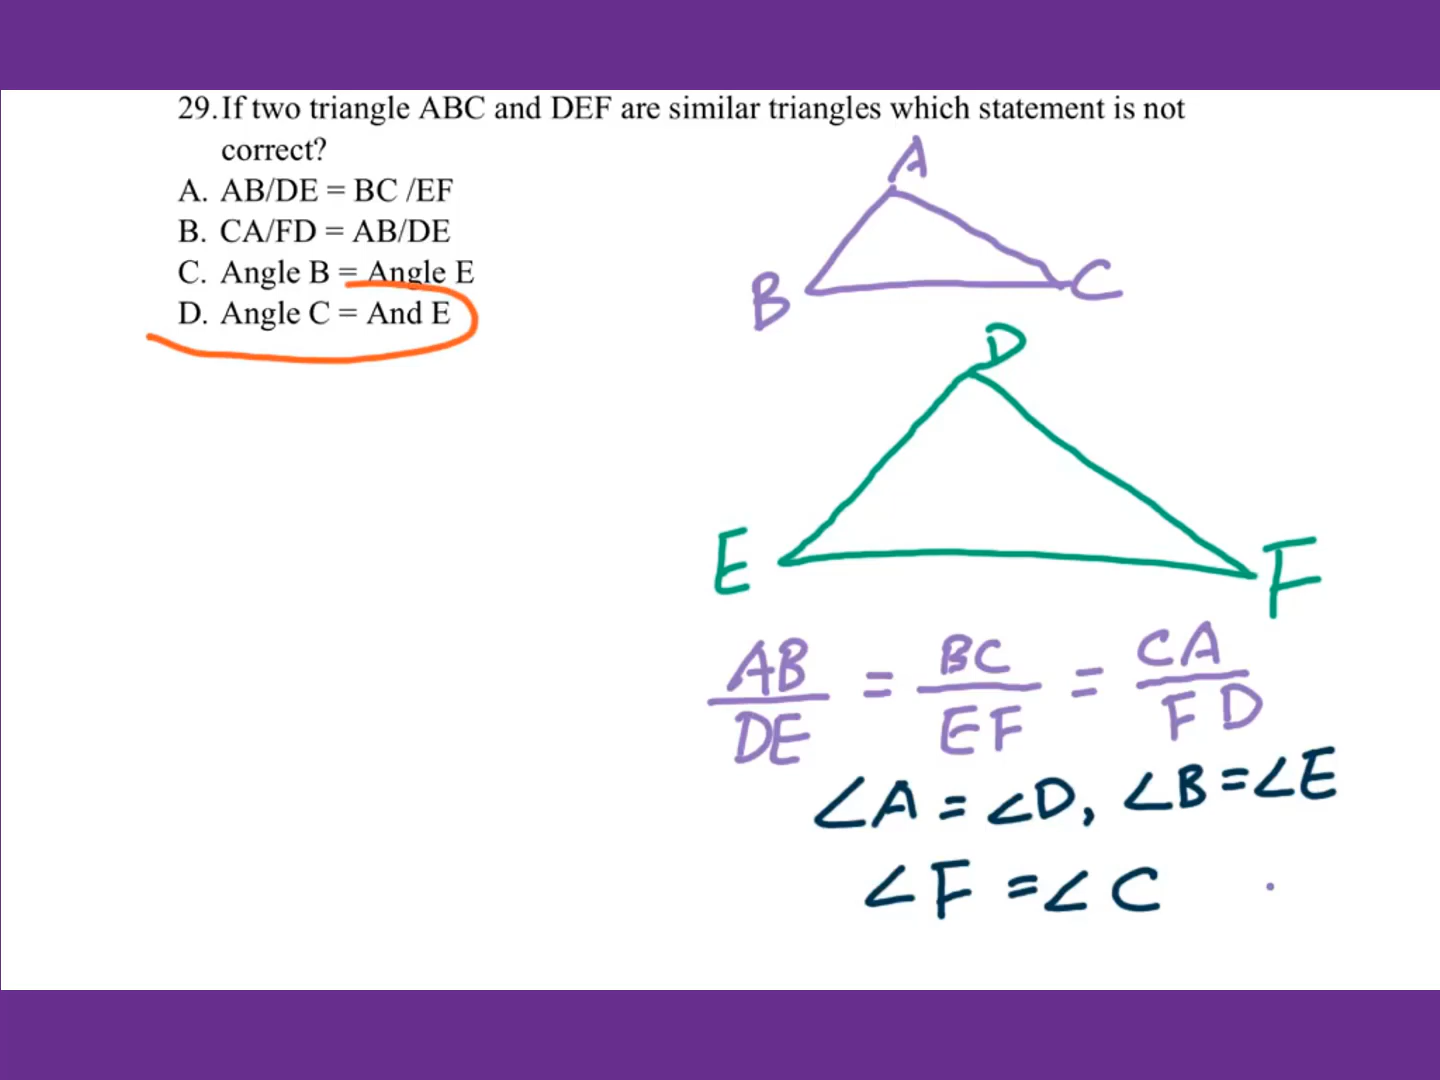 29. If two triangle ABC and DEF are similar triangles which statement is not
correct?
A. AB/DE = BC /EF
B. CA/FD = AB/DE
C. Angle B = Angle E
D. Angle C = And E
A
B
C
D
E
F
AB/DE = BC/EF = CA/FD
∠A = ∠D, ∠B = ∠E
∠F = ∠C